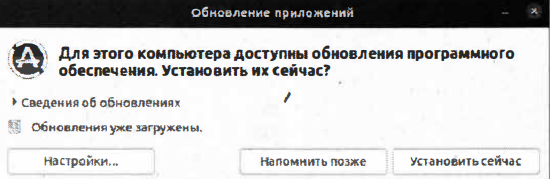 Обновление приложений
Для этого компьютера доступны обновления программного
обеспечения. Установить их сейчас?
Сведения об обновлениях
Обновления уже загружены.
Настройки...
Напомнить позже
Установить сейчас